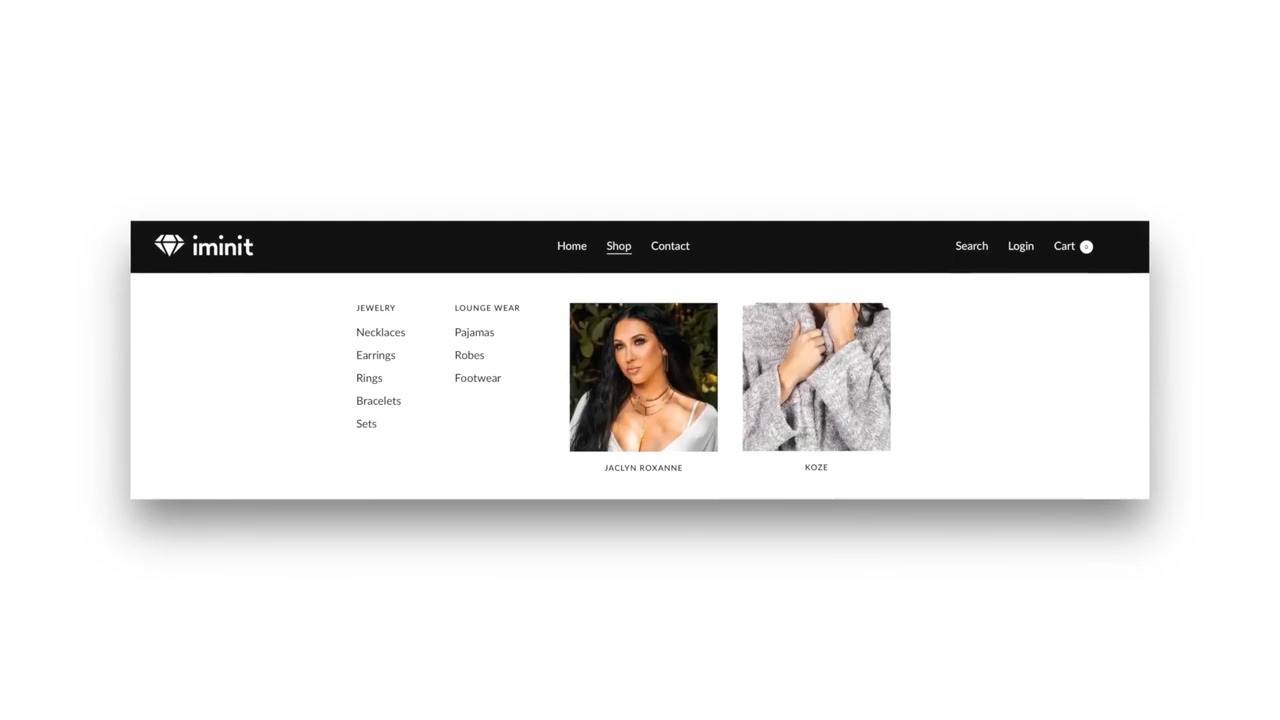 iminit
Home Shop Contact
Search Login Cart 0
JEWELRY
Necklaces
Earrings
Rings
Bracelets
Sets
LOUNGE WEAR
Pajamas
Robes
Footwear
JACLYN ROXANNE
KOZE